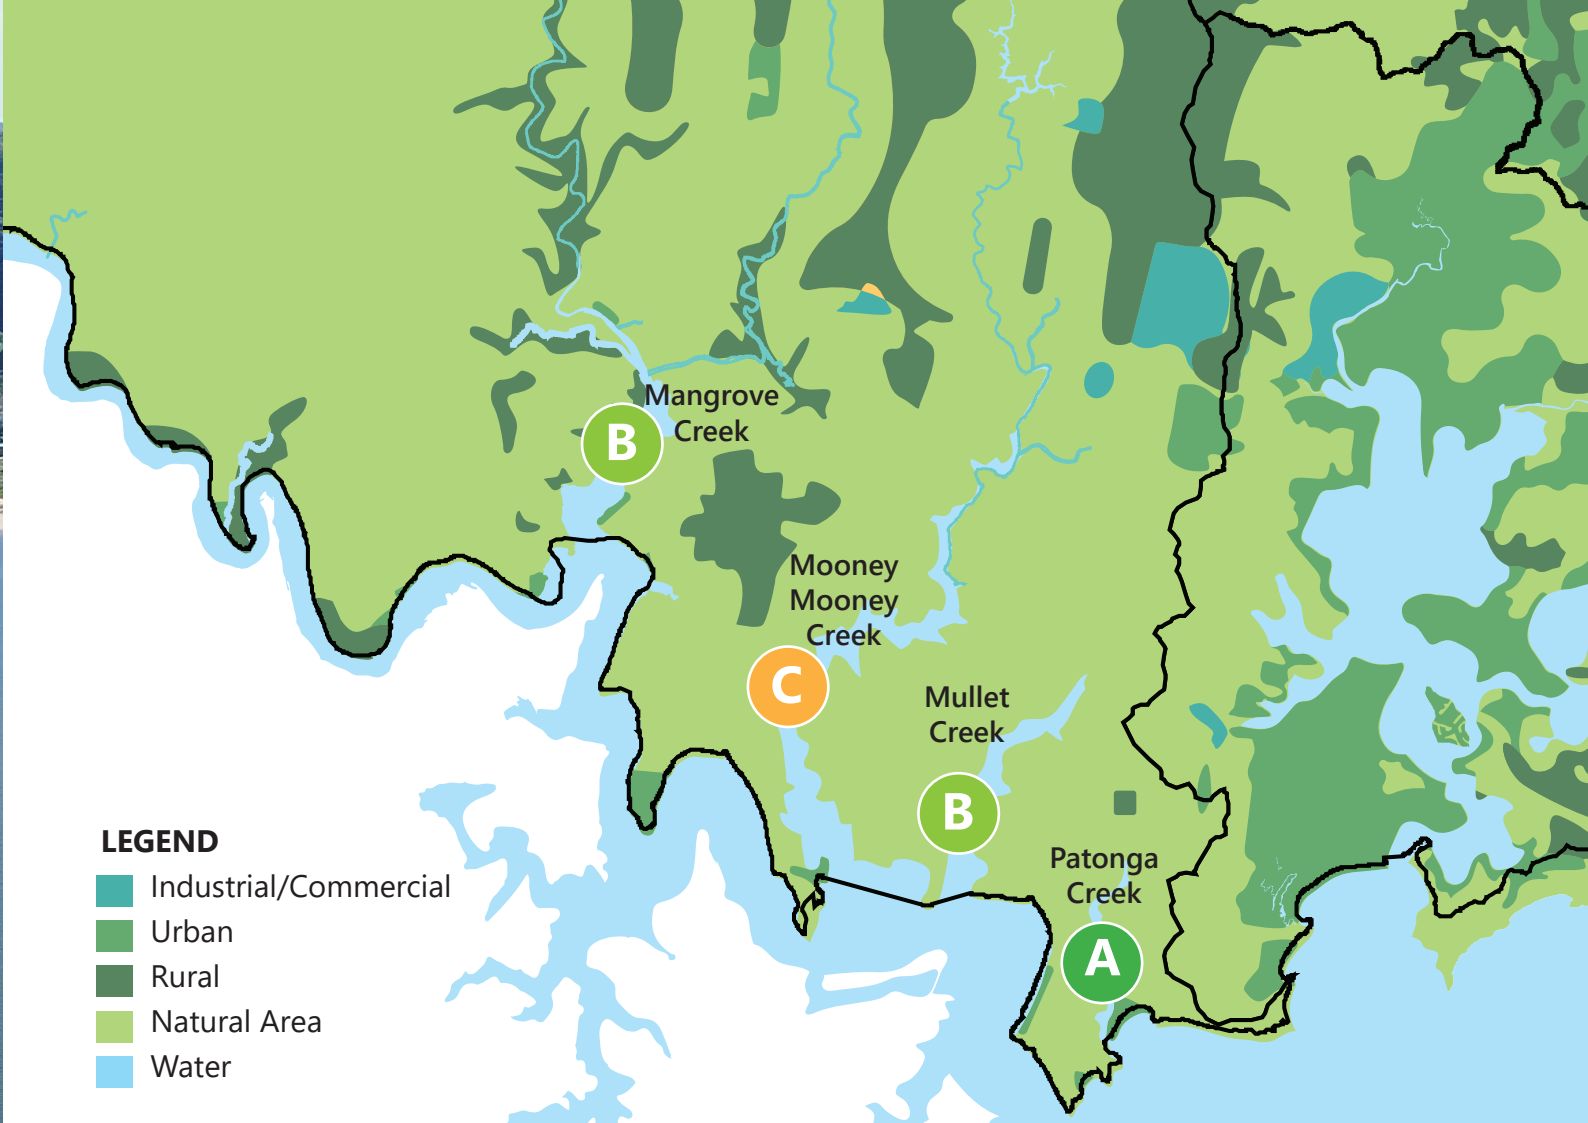 Mangrove
Creek
B
Mooney
Mooney
Creek
C
Mullet
Creek
B
Patonga
Creek
A
LEGEND
Industrial/Commercial
Urban
Rural
Natural Area
Water